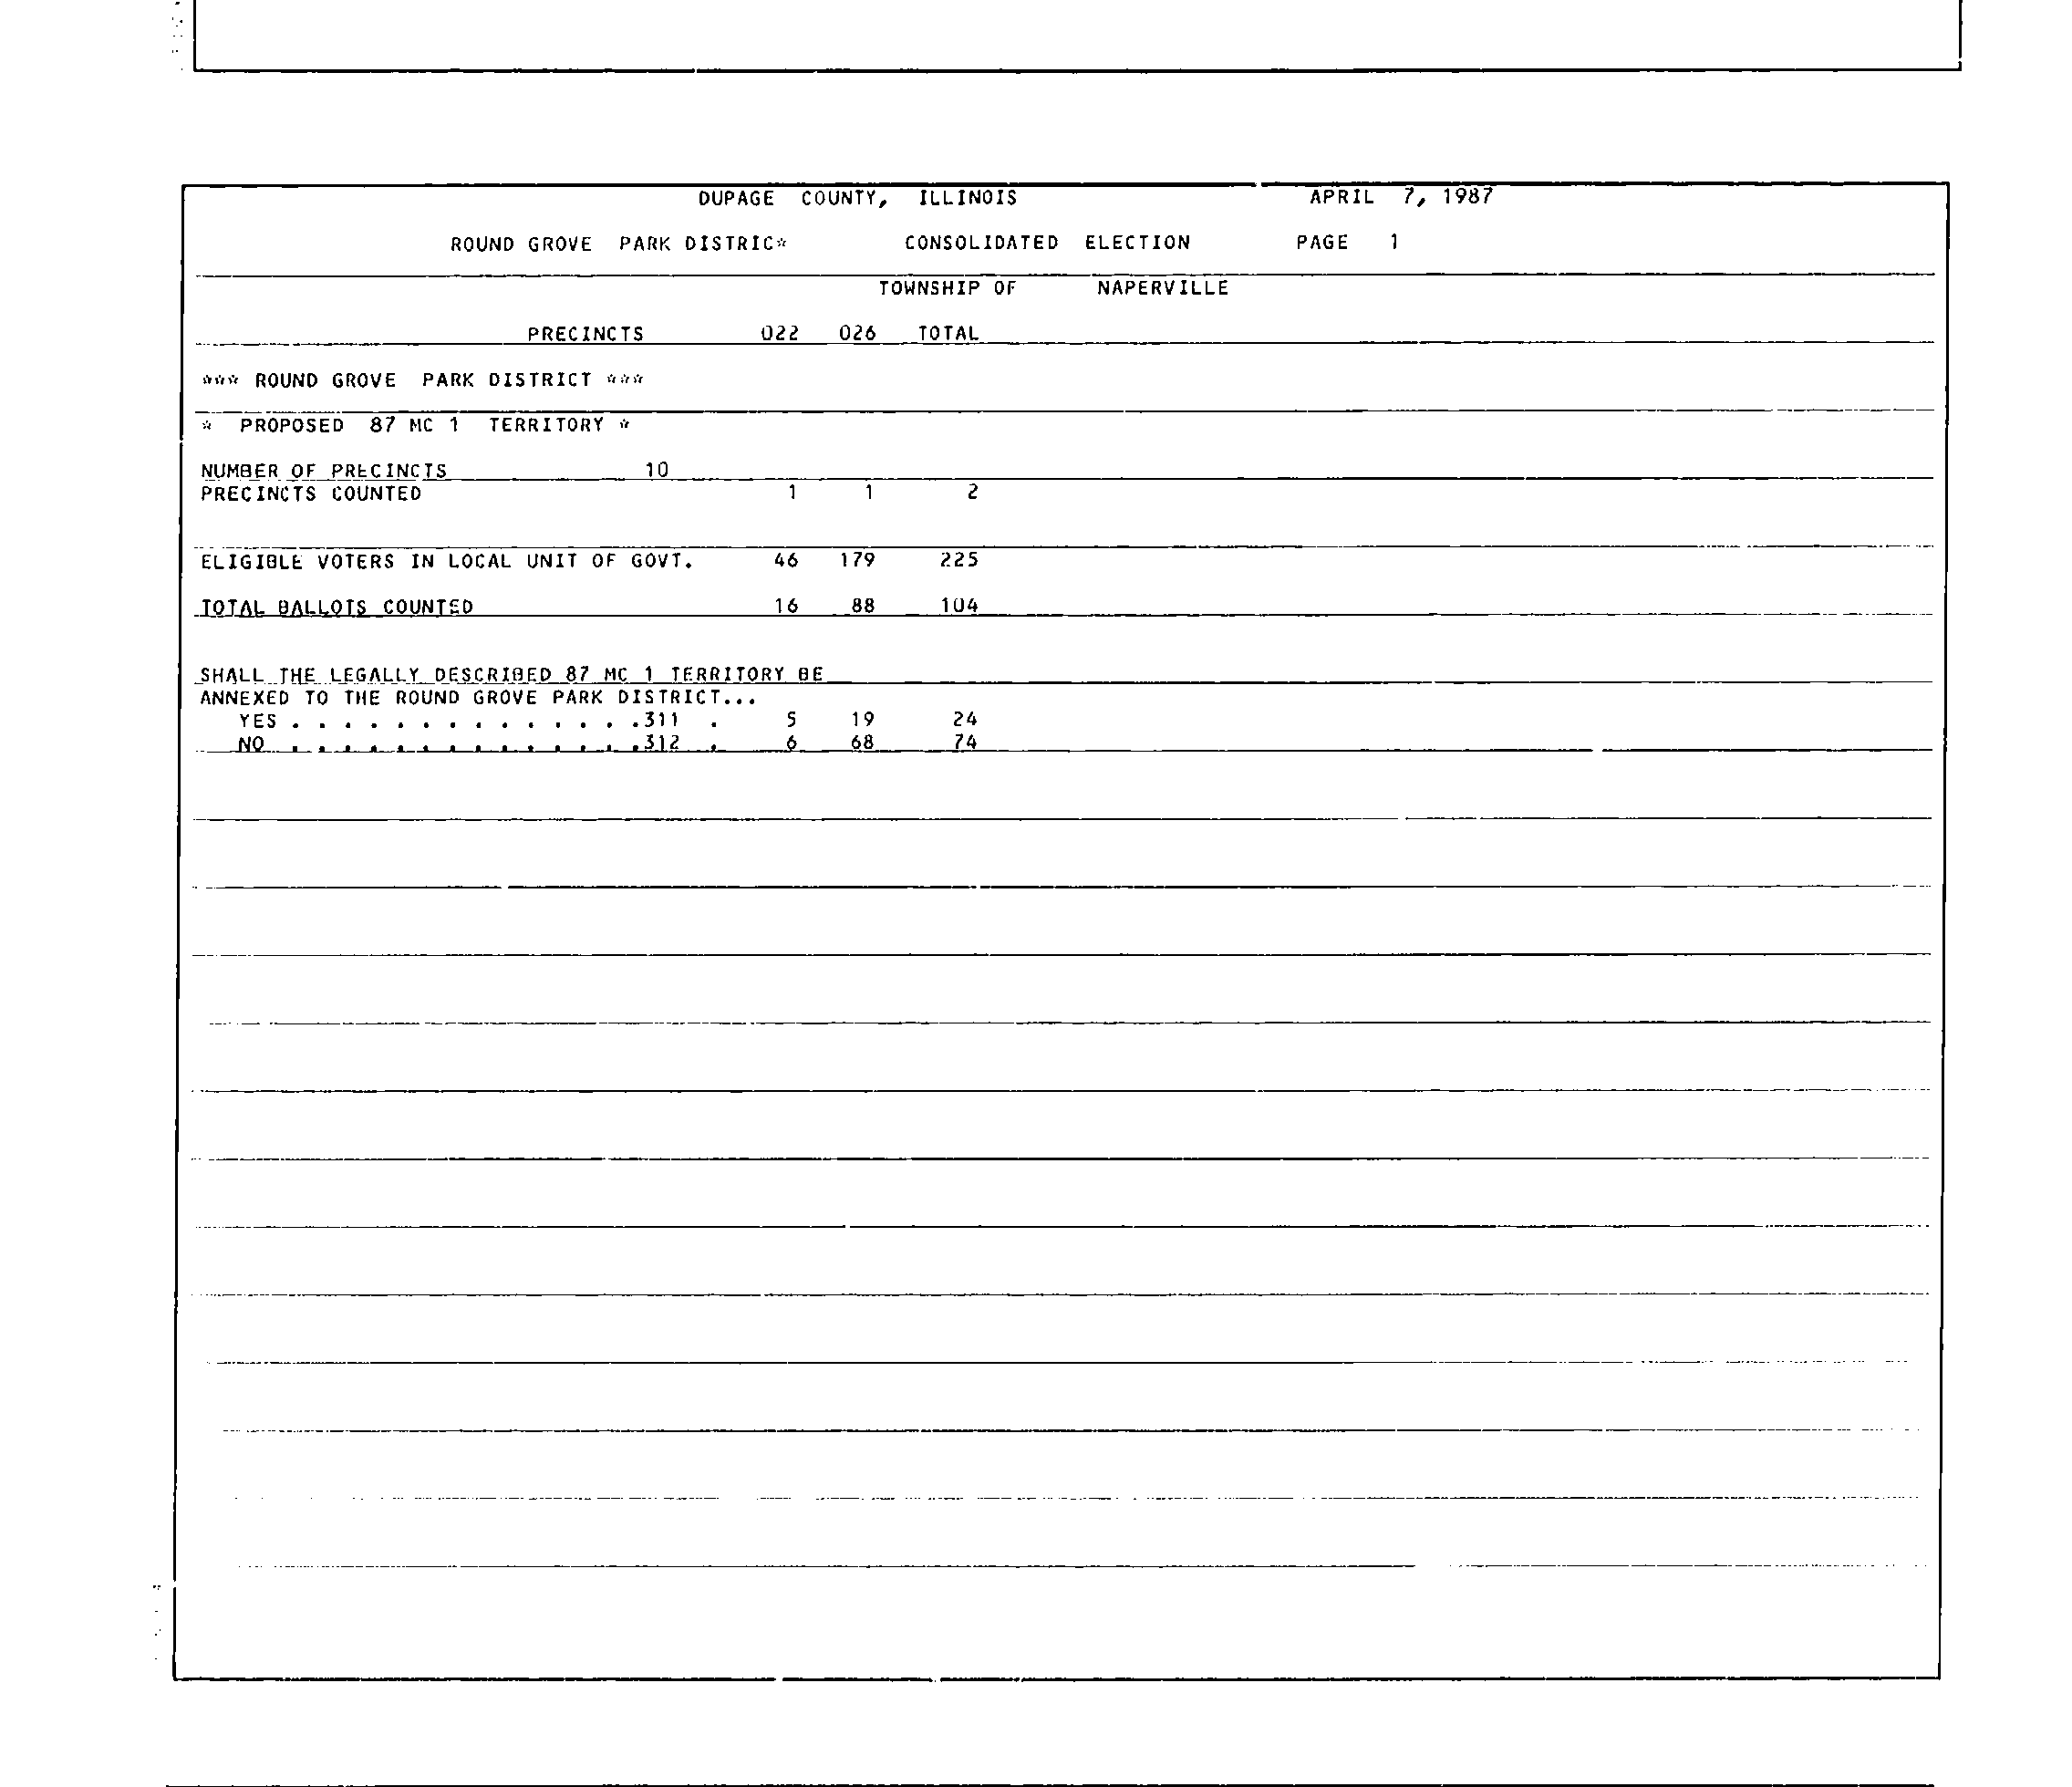 DUPAGE COUNTY, ILLINOIS APRIL 7, 1987
ROUND GROVE PARK DISTRIC* CONSOLIDATED ELECTION PAGE 1
TOWNSHIP OF NAPERVILLE
PRECINCTS 022 026 TOTAL
*** ROUND GROVE PARK DISTRICT ***
* PROPOSED 87 MC 1 TERRITORY *
NUMBER OF PRECINCTS 10
PRECINCTS COUNTED 1 1 2
ELIGIBLE VOTERS IN LOCAL UNIT OF GOVT. 46 179 225
TOTAL BALLOTS COUNTED 16 88 104
SHALL THE LEGALLY DESCRIBED 87 MC 1 TERRITORY BE
ANNEXED TO THE ROUND GROVE PARK DISTRICT...
YES . . . . . . . . . . . . . .311 . 5 19 24
NO . . . . . . . . . . . . . .312 . 6 68 74